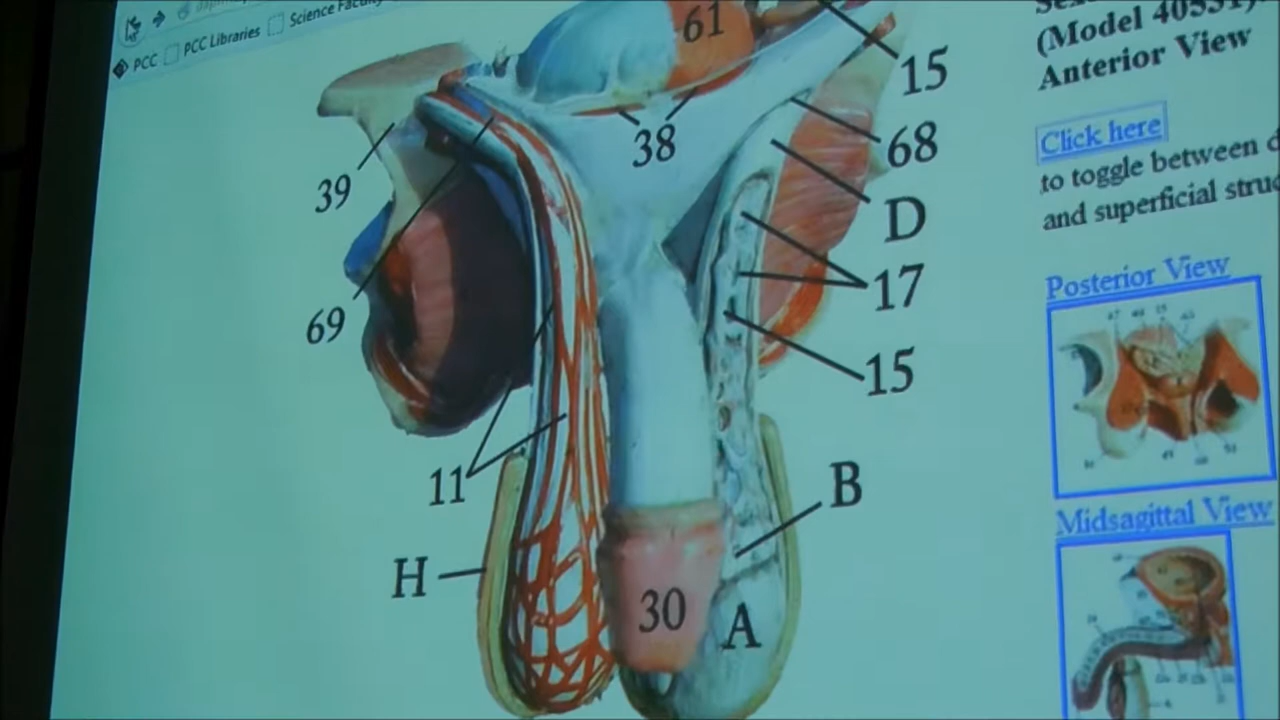 PCC PCC Libraries Science Faculty
61
15
38
68
39
D
17
69
15
11
B
H
30
A
(Model 40551)
Anterior View
Click here
to toggle between
and superficial
Posterior View
Midsagittal View